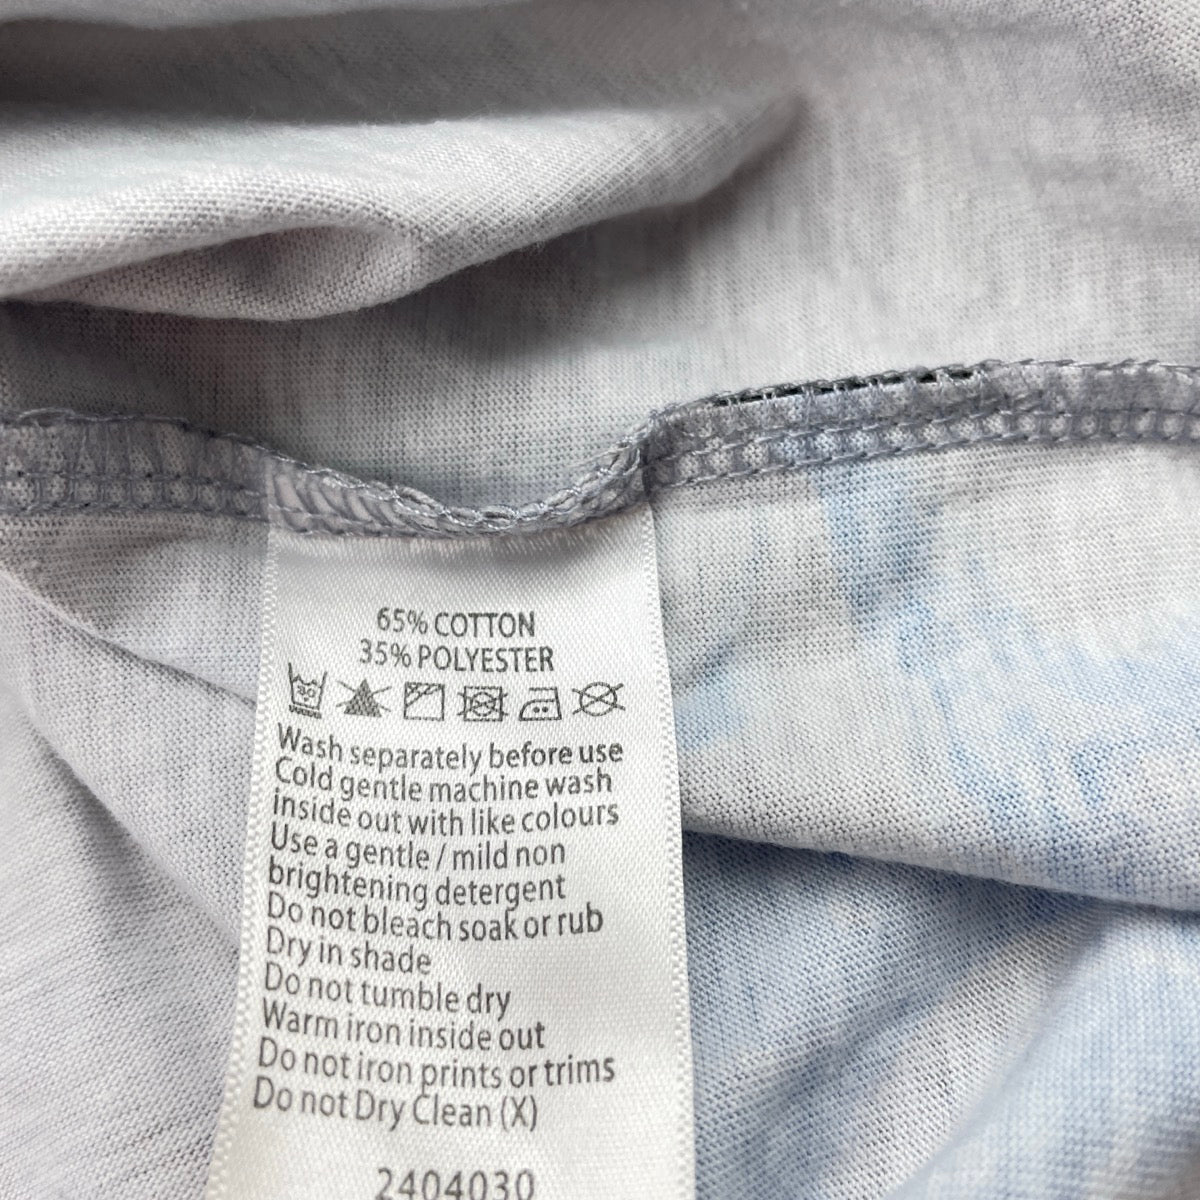 65% COTTON
35% POLYESTER
30
Wash separately before use
Cold gentle machine wash
inside out with like colours
Use a gentle / mild non
brightening detergent
Do not bleach soak or rub
Dry in shade
Do not tumble dry
Warm iron inside out
Do not iron prints or trims
Do not Dry Clean (X)
2404030